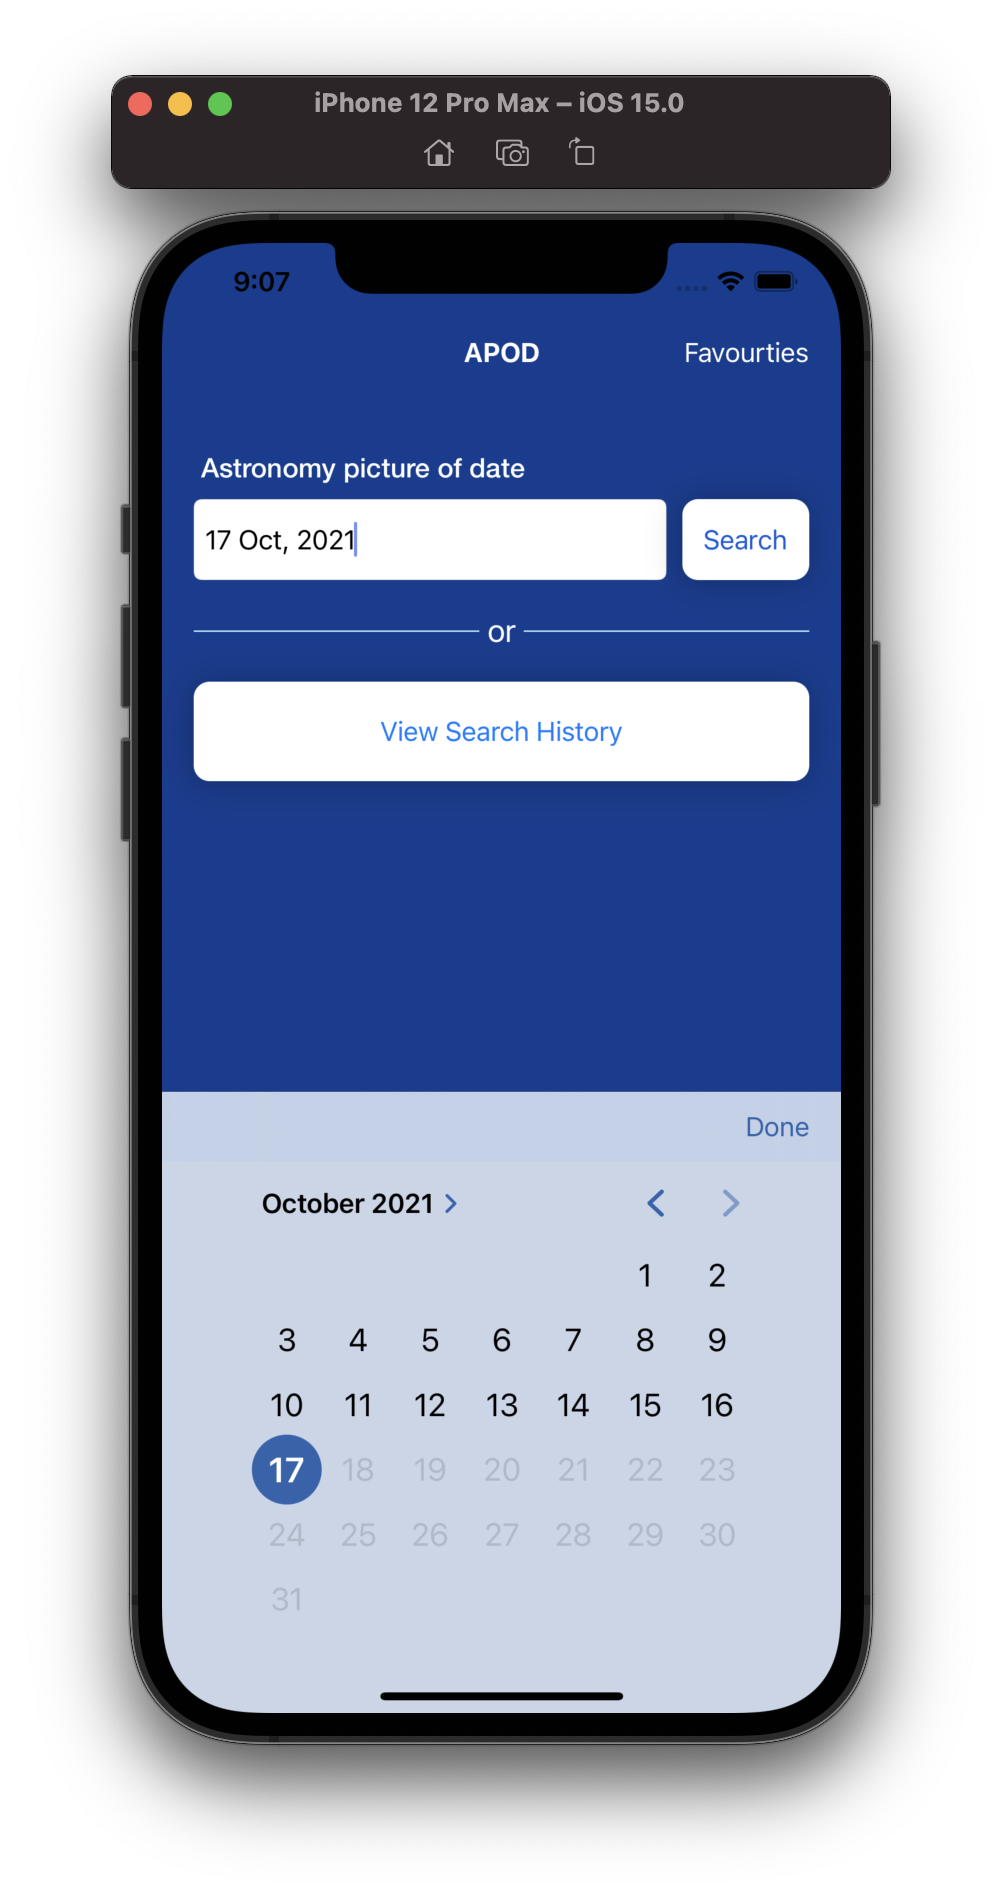 iPhone 12 Pro Max – iOS 15.0
9:07
APOD Favourties
Astronomy picture of date
17 Oct, 2021 Search
or
View Search History
Done
October 2021
1 2
3 4 5 6 7 8 9
10 11 12 13 14 15 16
17 18 19 20 21 22 23
24 25 26 27 28 29 30
31